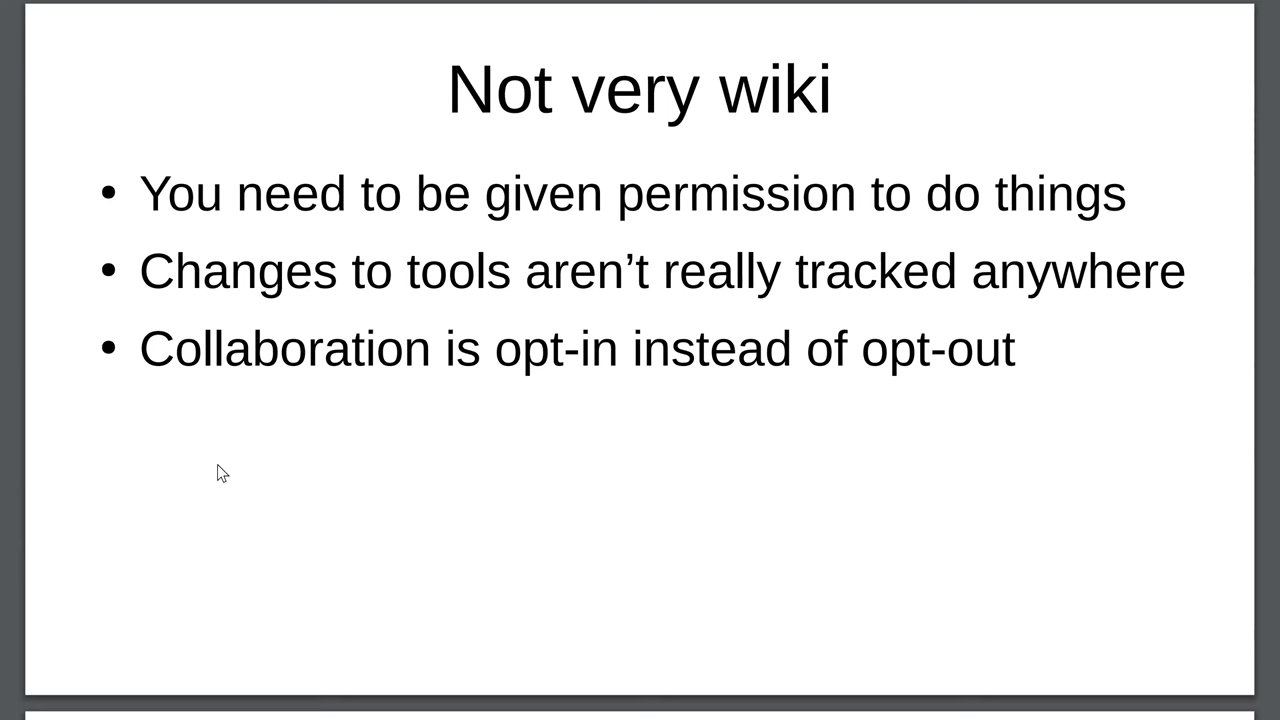 Not very wiki
• You need to be given permission to do things
• Changes to tools aren’t really tracked anywhere
• Collaboration is opt-in instead of opt-out